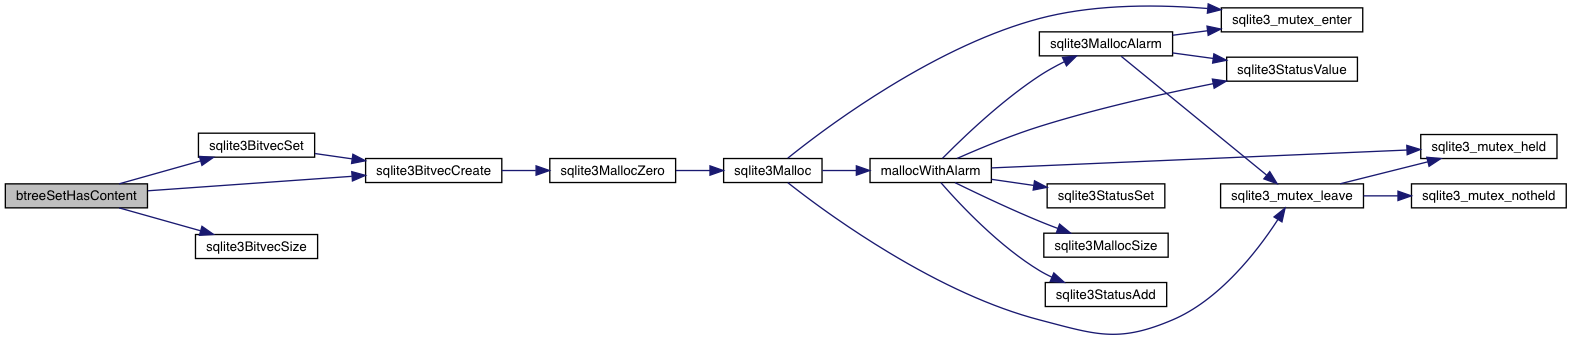 btreeSetHasContent
sqlite3BitvecSet
sqlite3BitvecSize
sqlite3BitvecCreate
sqlite3MallocZero
sqlite3Malloc
mallocWithAlarm
sqlite3MallocAlarm
sqlite3StatusSet
sqlite3MallocSize
sqlite3StatusAdd
sqlite3_mutex_enter
sqlite3StatusValue
sqlite3_mutex_leave
sqlite3_mutex_held
sqlite3_mutex_notheld